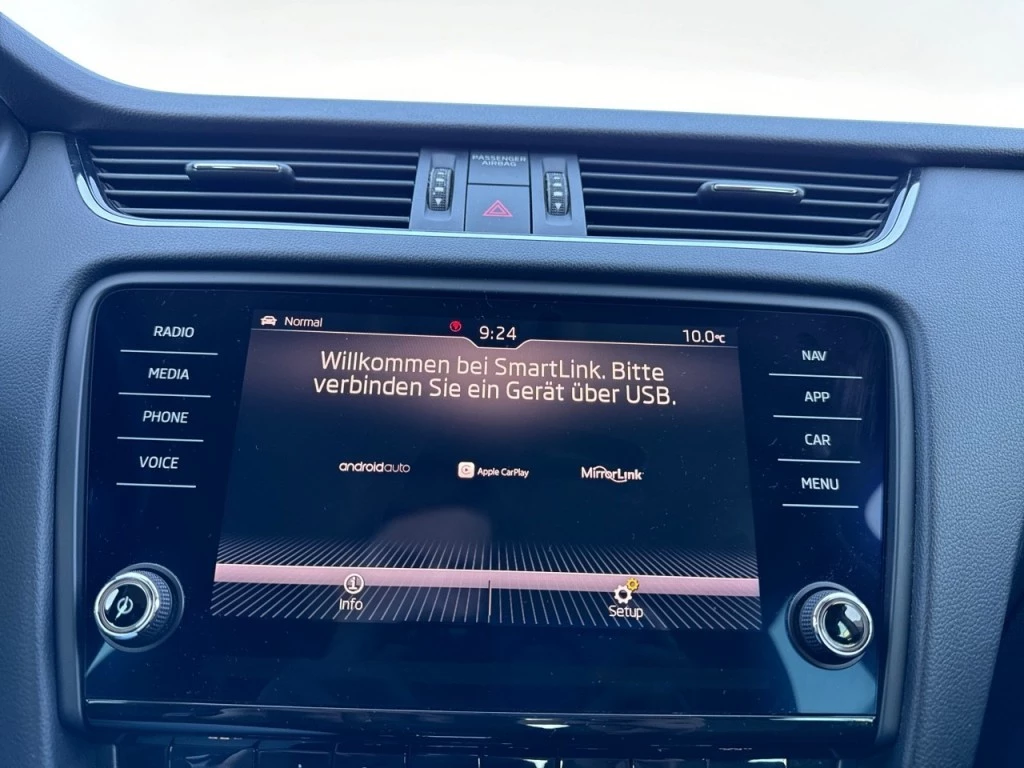 PASSENGER
AIRBAG
Normal
9:24
10.0°C
RADIO
MEDIA
PHONE
VOICE
Willkommen bei SmartLink. Bitte
verbinden Sie ein Gerät über USB.
androidauto
Apple CarPlay
MirrorLink
Info
Setup
NAV
APP
CAR
MENU